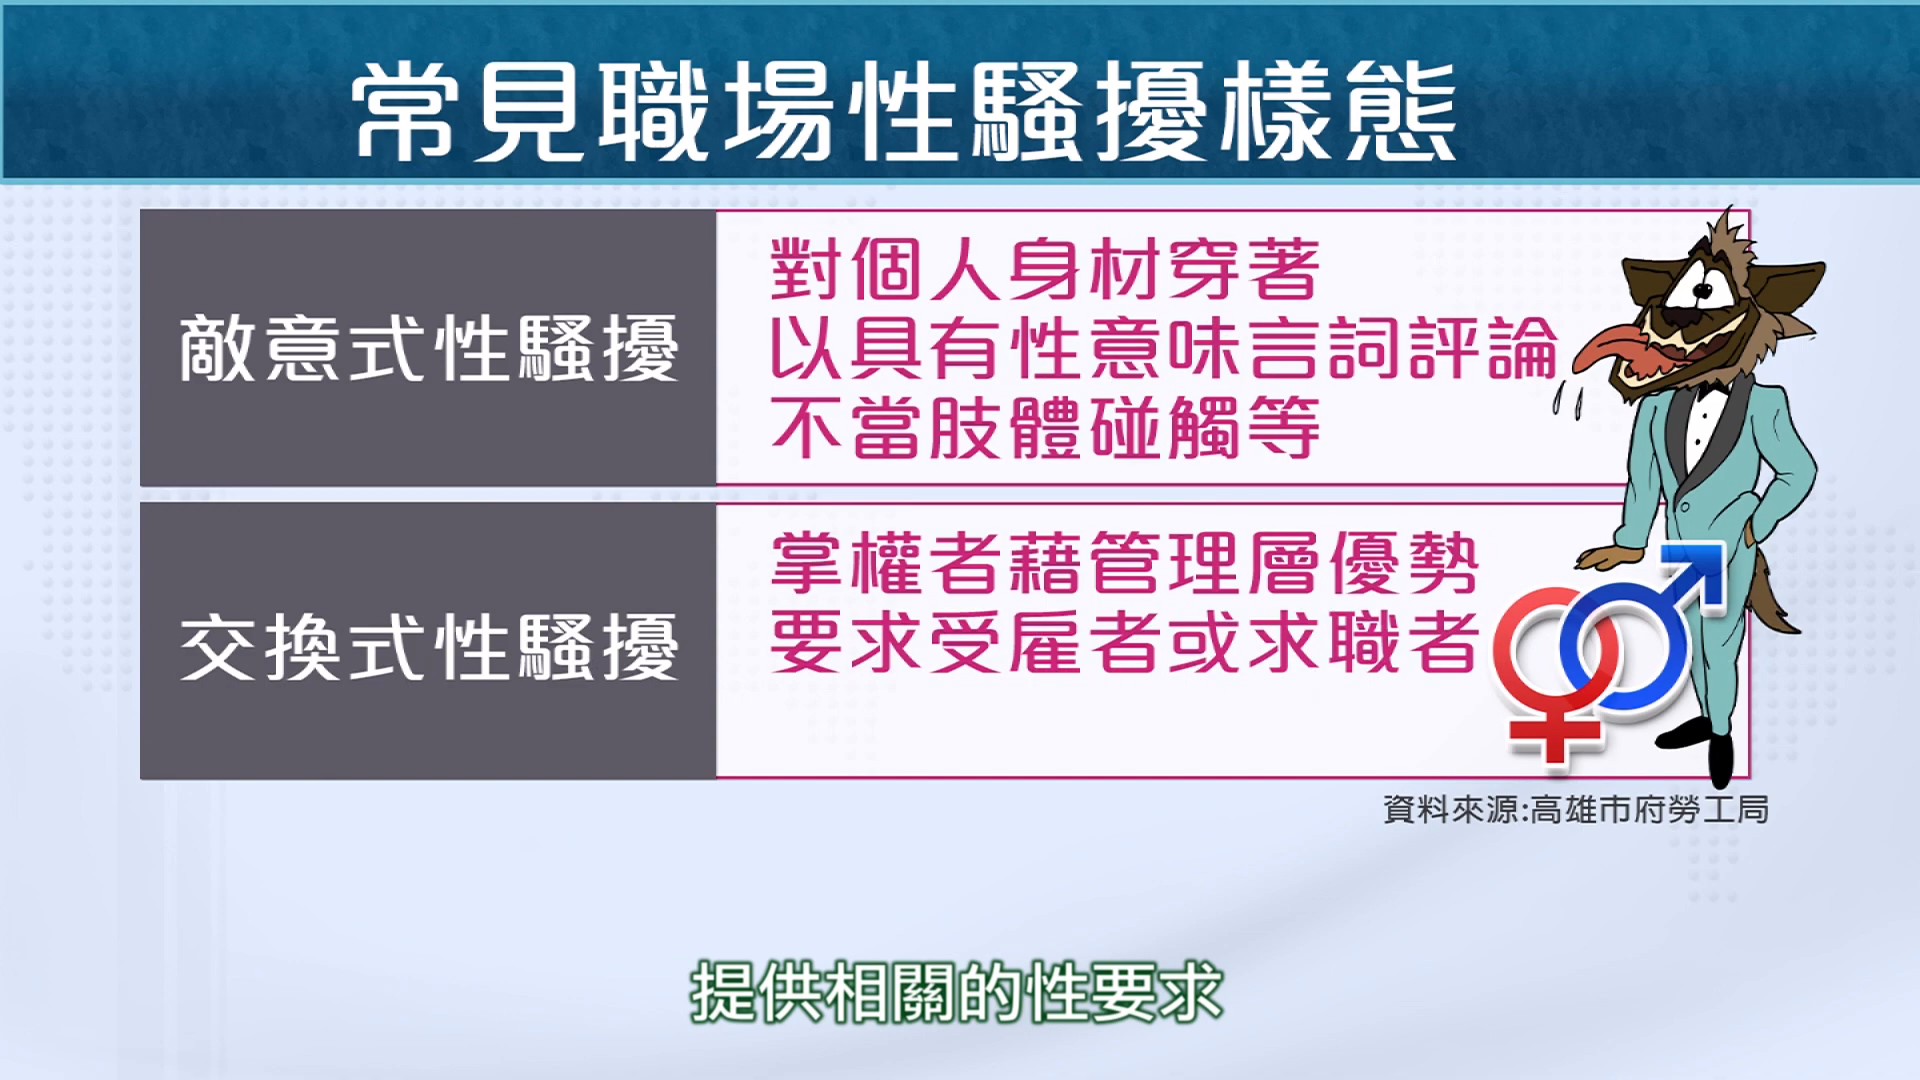 常見職場性騷擾樣態
敵意式性騷擾
對個人身材穿著
以具有性意味言詞評論
不當肢體碰觸等
交換式性騷擾
掌權者藉管理層優勢
要求受雇者或求職者
資料來源:高雄市府勞工局
提供相關的性要求